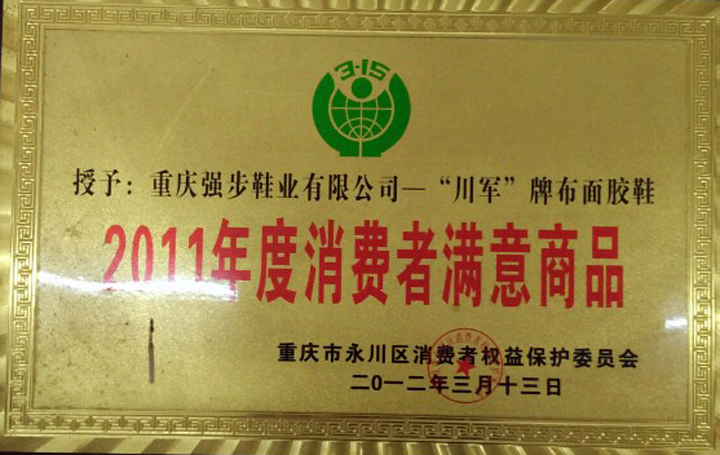 3·15
授予：重庆强步鞋业有限公司—“川军”牌布面胶鞋
2011年度消费者满意商品
重庆市永川区消费者权益保护委员会
二〇一二年三月十三日